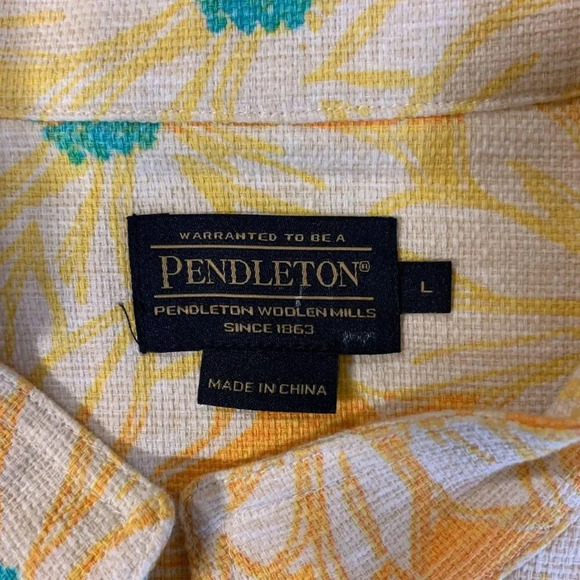 WARRANTED TO BE A
PENDLETON®
PENDLETON WOOLEN MILLS
SINCE 1863
L
MADE IN CHINA